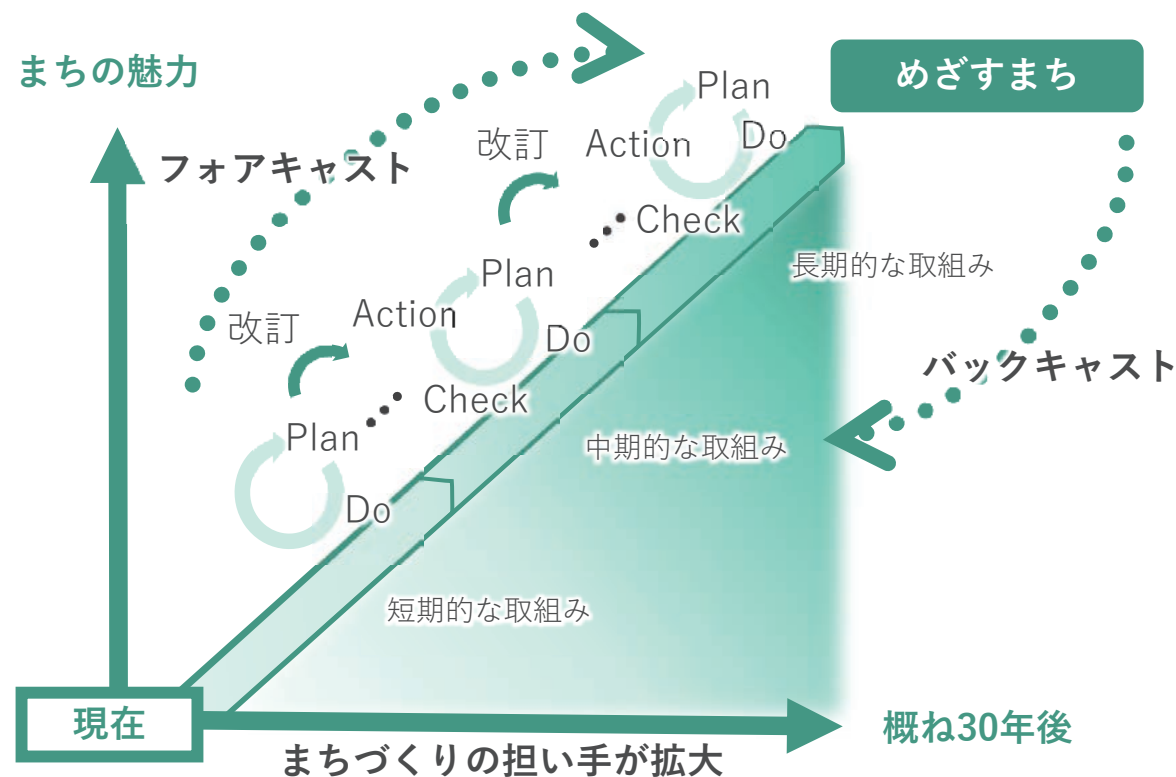 まちの魅力
めざすまち
フォアキャスト
Plan
Do
改訂
Action
Check
長期的な取組み
Plan
Do
改訂
Action
Check
バックキャスト
中期的な取組み
Plan
Do
短期的な取組み
現在
概ね30年後
まちづくりの担い手が拡大